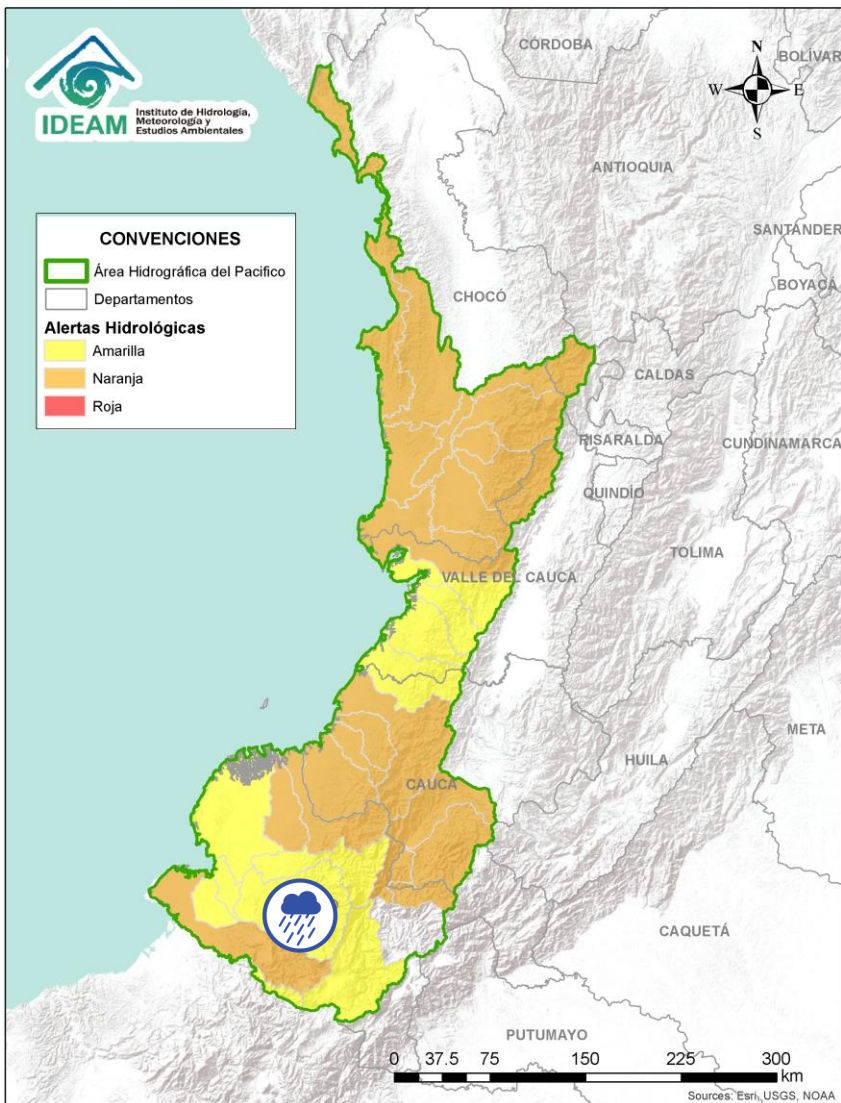 IDEAM
Instituto de Hidrología,
Meteorología y
Estudios Ambientales
CÓRDOBA
BOLÍVAR
N
W
E
S
ANTIOQUIA
SANTANDER
BOYACÁ
CONVENCIONES
Área Hidrográfica del Pacifico
Departamentos
Alertas Hidrológicas
Amarilla
Naranja
Roja
CHOCÓ
CALDAS
RISARALDA
CUNDINAMARCA
QUINDÍO
TOLIMA
VALLE DEL CAUCA
META
HUILA
CAUCA
CAQUETÁ
PUTUMAYO
0 37.5 75 150 225 300
km
Sources: Esri, USGS, NOAA